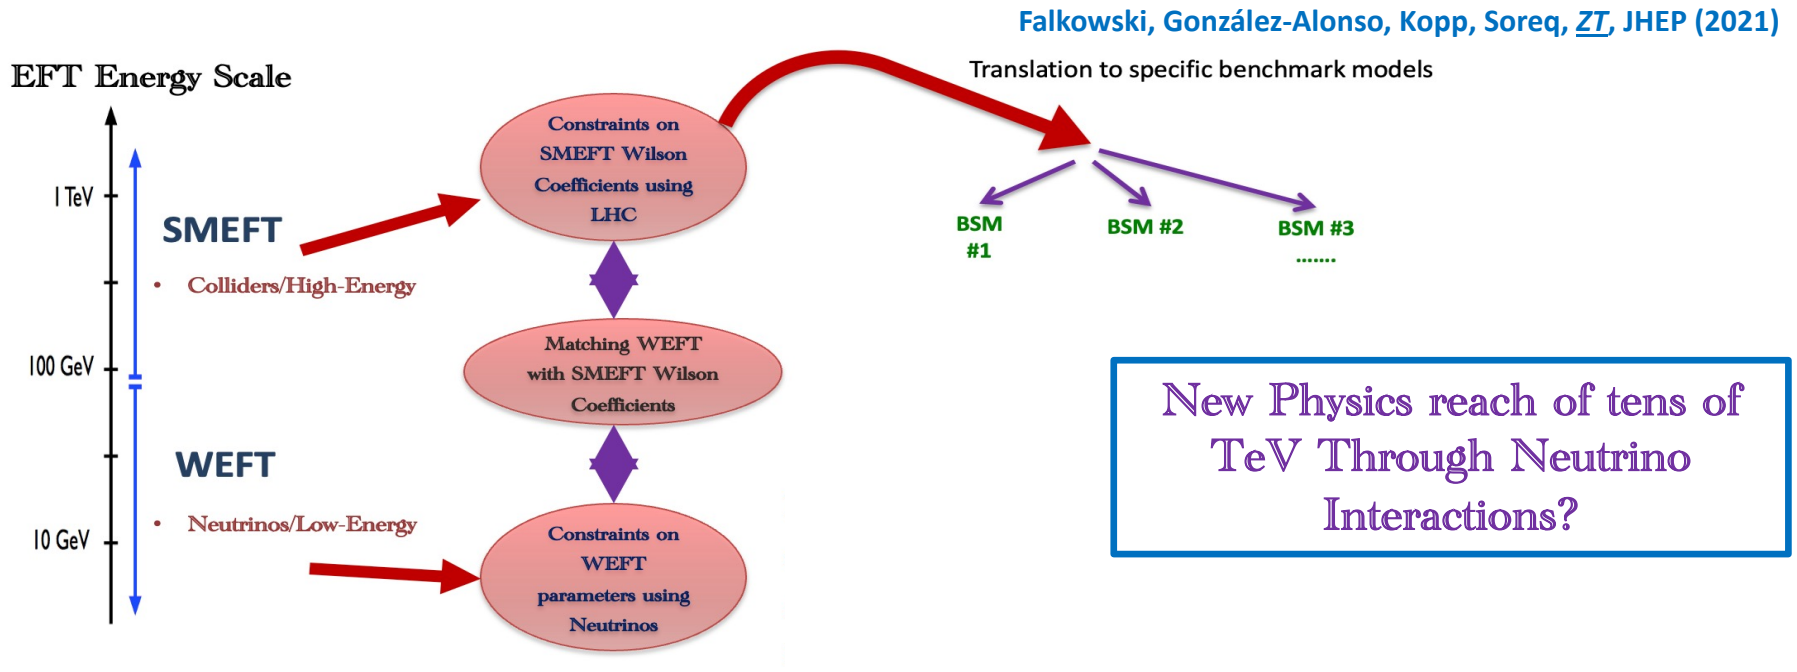 Falkowski, González-Alonso, Kopp, Soreq, ZT, JHEP (2021)
Translation to specific benchmark models
EFT Energy Scale
1 TeV
100 GeV
10 GeV
SMEFT
• Colliders/High-Energy
WEFT
• Neutrinos/Low-Energy
Constraints on
SMEFT Wilson
Coefficients using
LHC
Matching WEFT
with SMEFT Wilson
Coefficients
Constraints on
WEFT
parameters using
Neutrinos
BSM
#1
BSM #2
BSM #3
.......
New Physics reach of tens of
TeV Through Neutrino
Interactions?